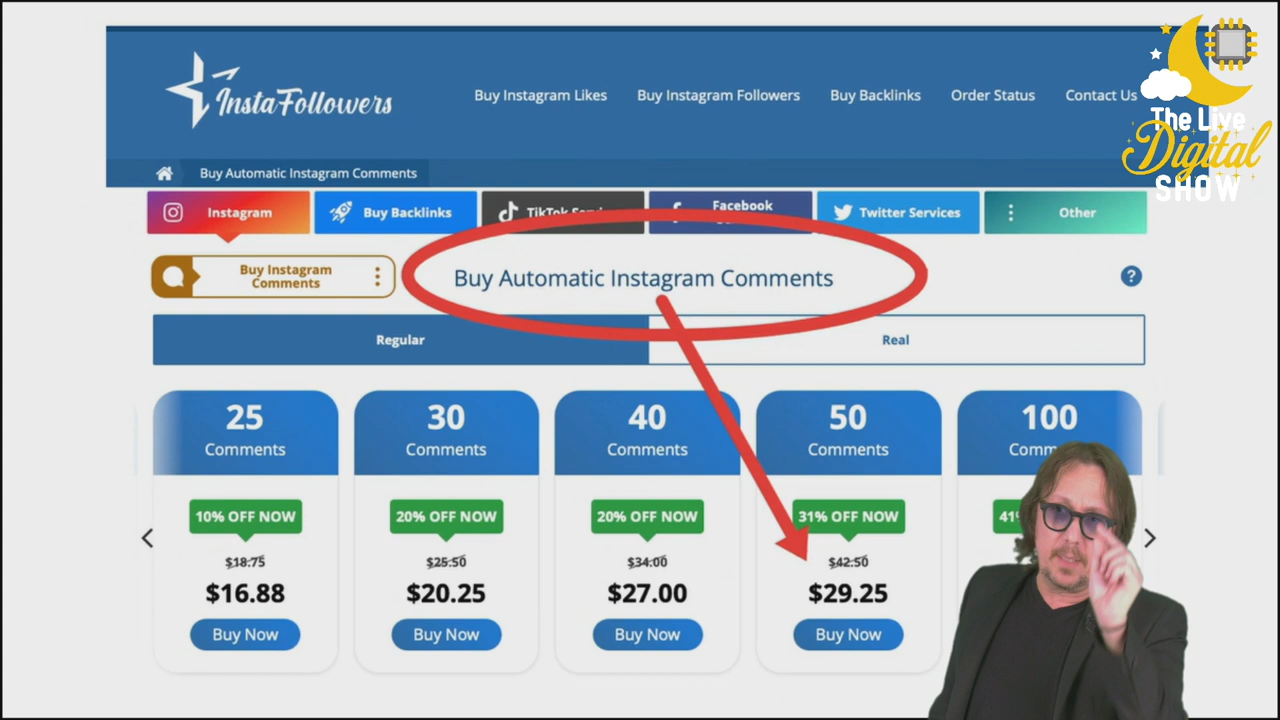 InstaFollowers
Buy Instagram Likes
Buy Instagram Followers
Buy Backlinks
Order Status
Contact Us
The Live
Digital
SHOW
Buy Automatic Instagram Comments
Instagram
Buy Backlinks
TikTok
Facebook
Twitter Services
Other
Buy Instagram
Comments
Buy Automatic Instagram Comments
?
Regular
Real
25
Comments
10% OFF NOW
$18.75
$16.88
Buy Now
30
Comments
20% OFF NOW
$25.50
$20.25
Buy Now
40
Comments
20% OFF NOW
$34.00
$27.00
Buy Now
50
Comments
31% OFF NOW
$42.50
$29.25
Buy Now
100